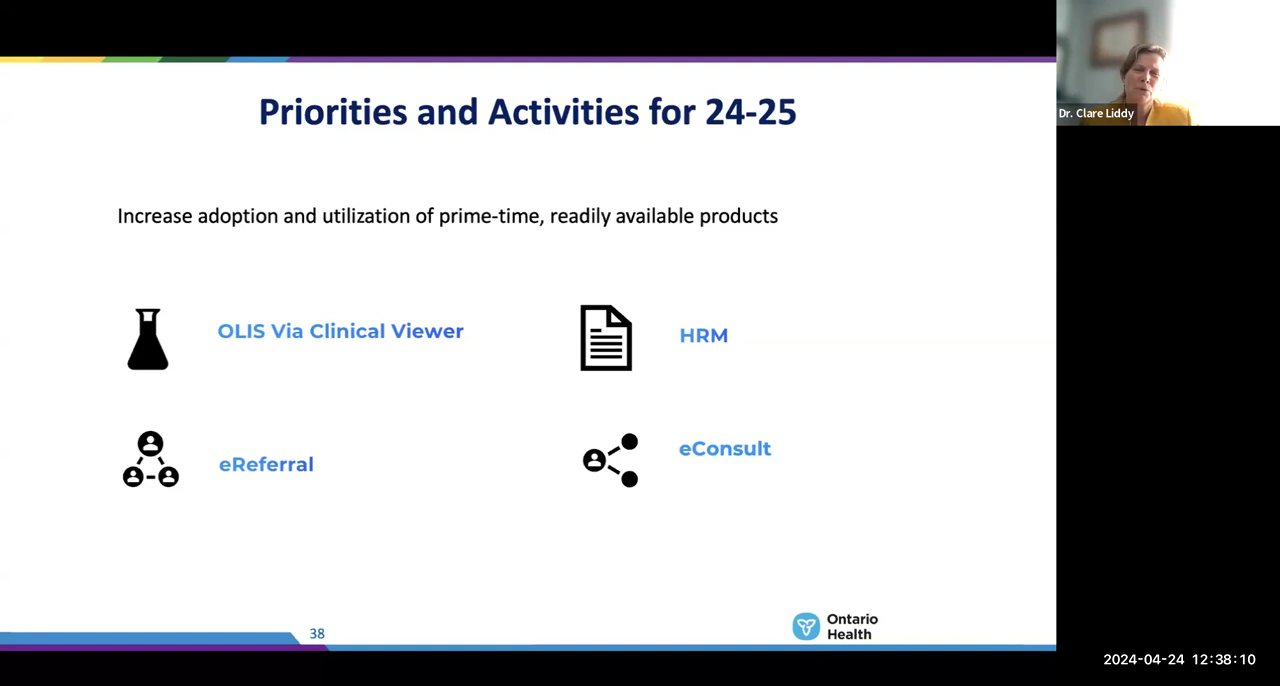 Priorities and Activities for 24-25
Dr. Clare Liddy
Increase adoption and utilization of prime-time, readily available products
OLIS Via Clinical Viewer
HRM
eReferral
eConsult
38
Ontario
Health
2024-04-24 12:38:10